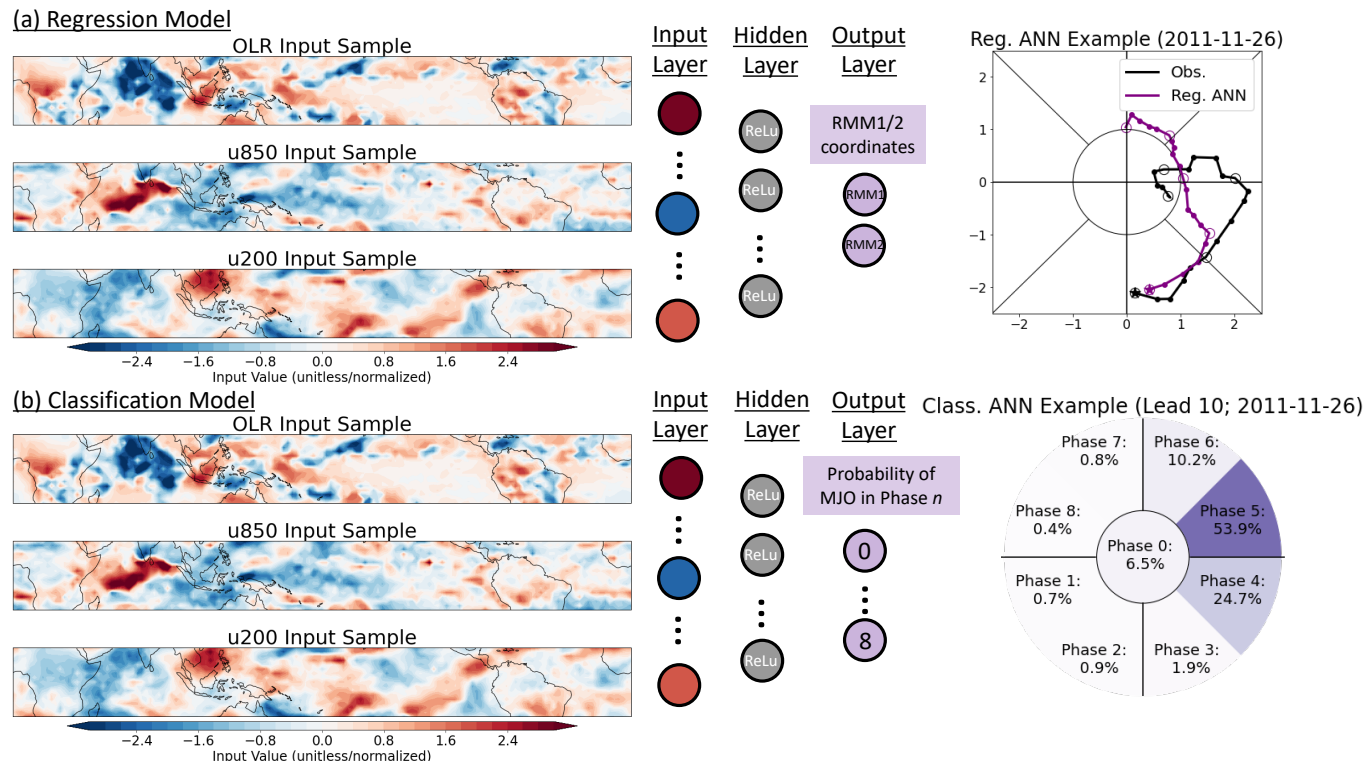 (a) Regression Model
OLR Input Sample
u850 Input Sample
u200 Input Sample
−2.4 −1.6 −0.8 0.0 0.8 1.6 2.4
Input Value (unitless/normalized)
Input
Layer
Hidden
Layer
Output
Layer
ReLu
ReLu
ReLu
RMM1/2
coordinates
RMM1
RMM2
Reg. ANN Example (2011-11-26)
Obs.
Reg. ANN
2
1
0
−1
−2
−2 −1 0 1 2
(b) Classification Model
OLR Input Sample
u850 Input Sample
u200 Input Sample
−2.4 −1.6 −0.8 0.0 0.8 1.6 2.4
Input Value (unitless/normalized)
Input
Layer
Hidden
Layer
Output
Layer
ReLu
ReLu
ReLu
Probability of
MJO in Phase n
0
8
Class. ANN Example (Lead 10; 2011-11-26)
Phase 7:
0.8%
Phase 6:
10.2%
Phase 8:
0.4%
Phase 5:
53.9%
Phase 0:
6.5%
Phase 1:
0.7%
Phase 4:
24.7%
Phase 2:
0.9%
Phase 3:
1.9%